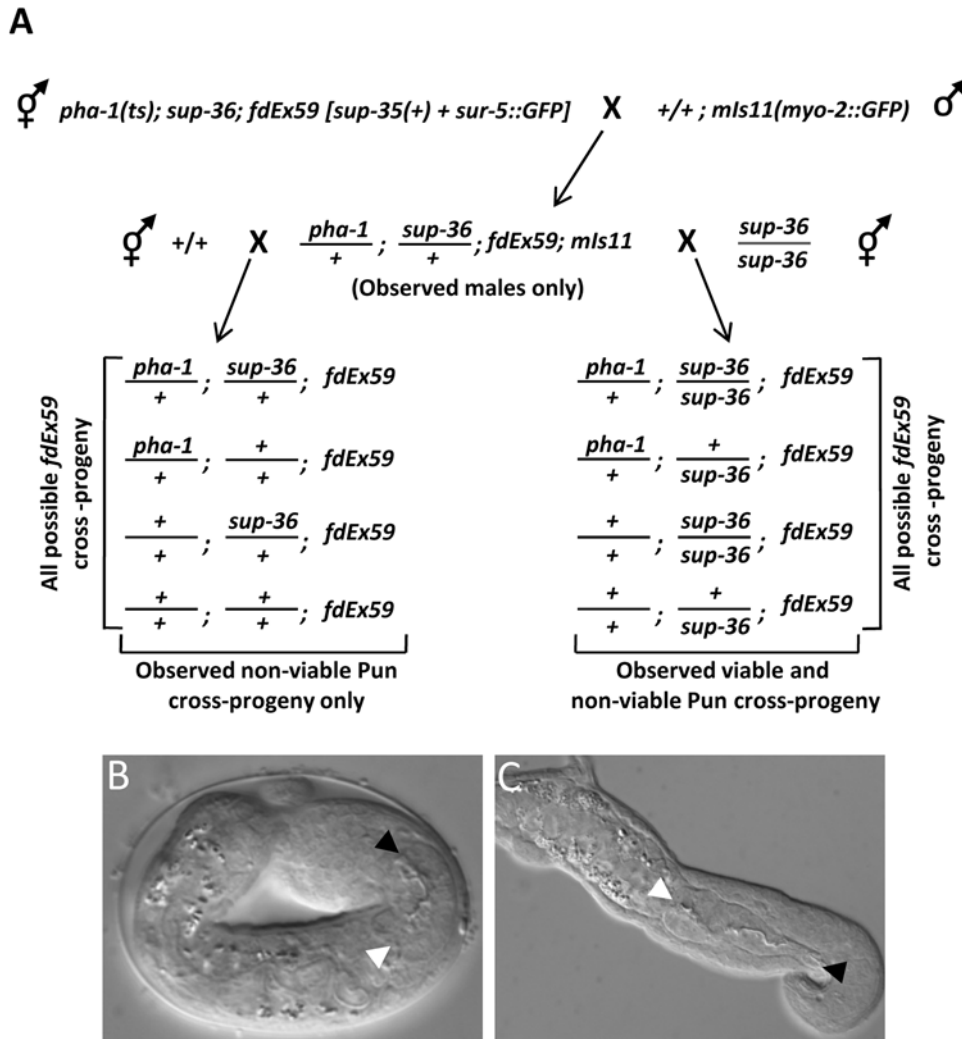 A
⚥ pha-1(ts); sup-36; fdEx59 [sup-35(+) + sur-5::GFP] X +/+ ; mIs11(myo-2::GFP) ♂
⚥ +/+ X pha-1/+ ; sup-36/+ ; fdEx59; mIs11 X sup-36/sup-36 ⚥
(Observed males only)
All possible fdEx59
cross -progeny
pha-1/+ ; sup-36/+ ; fdEx59
pha-1/+ ; +/+ ; fdEx59
+/+ ; sup-36/+ ; fdEx59
+/+ ; +/+ ; fdEx59
Observed non-viable Pun
cross-progeny only
pha-1/+ ; sup-36/sup-36 ; fdEx59
pha-1/+ ; +/sup-36 ; fdEx59
+/+ ; sup-36/sup-36 ; fdEx59
+/+ ; +/sup-36 ; fdEx59
All possible fdEx59
cross -progeny
Observed viable and
non-viable Pun cross-progeny
B
C